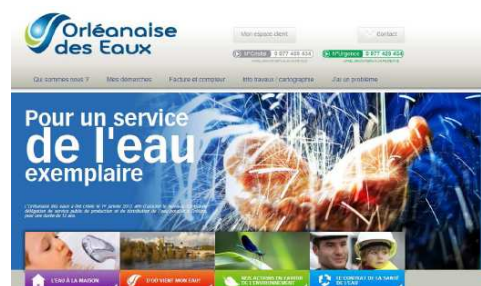 Orléanaise
des Eaux
Mon espace client
Contact
N°Cristal 0 977 409 434
N°Urgence 0 977 409 434
Qui sommes nous ?
Mes démarches
Facture et compteur
Info travaux / cartographie
J'ai un problème
Pour un service
de l'eau
exemplaire
L'EAU À LA MAISON
D'OÙ VIENT MON EAU?
NOS ACTIONS EN FAVEUR
DE L'ENVIRONNEMENT
LE CONTRAT DE LA SANTÉ
DE L'EAU